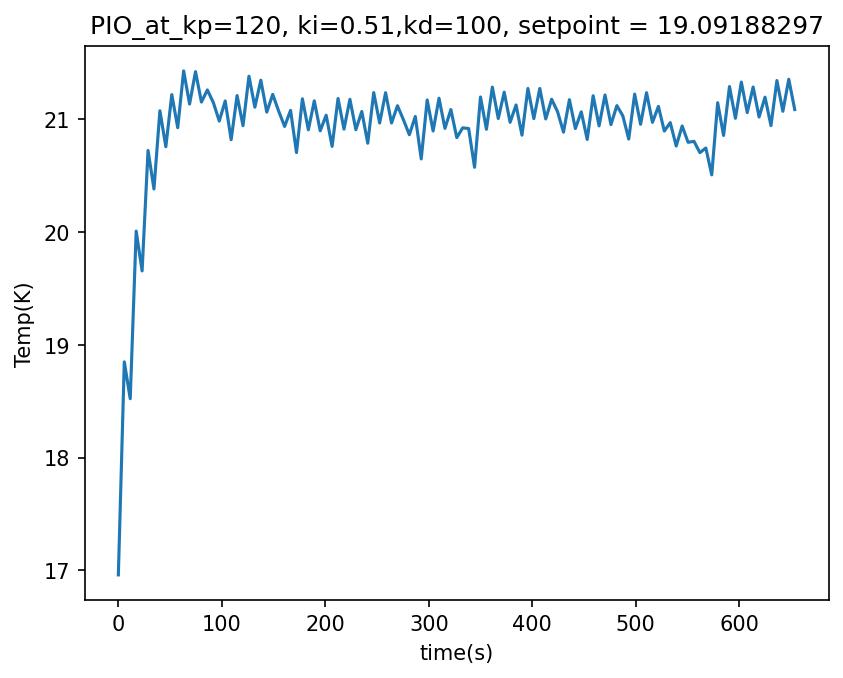 PIO_at_kp=120, ki=0.51,kd=100, setpoint = 19.09188297
Temp(K)
21
20
19
18
17
0 100 200 300 400 500 600
time(s)